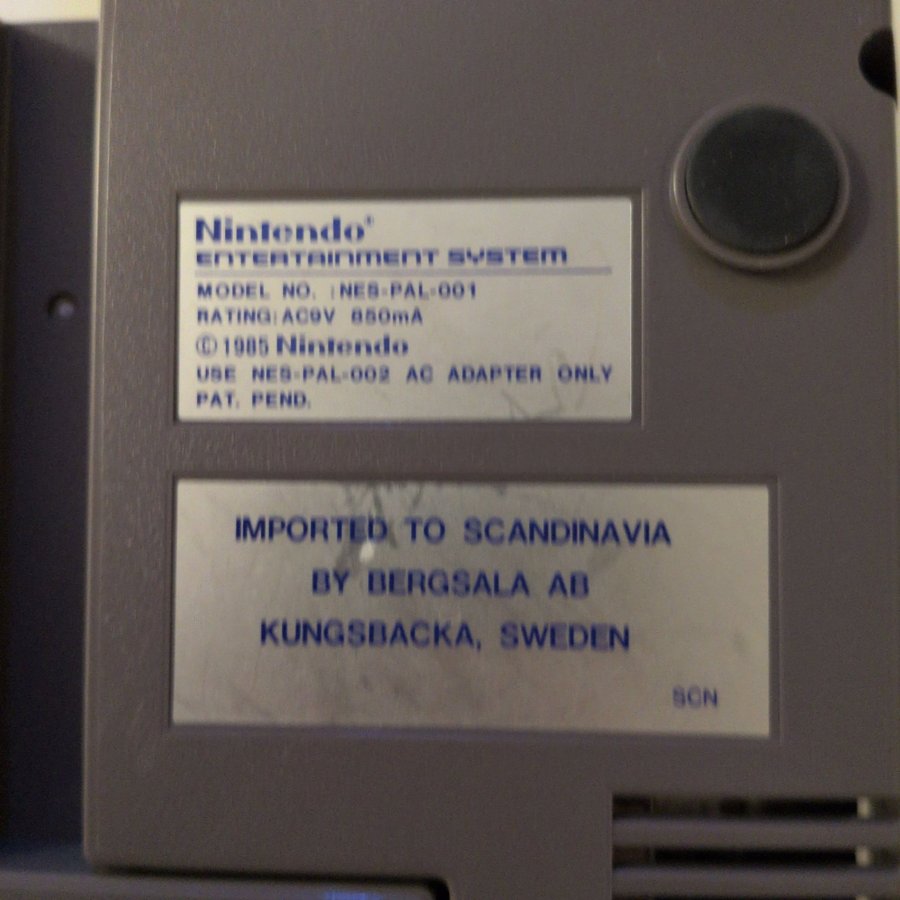 Nintendo®
ENTERTAINMENT SYSTEM
MODEL NO. :NES-PAL-001
RATING:AC9V 850mA
©1985 Nintendo
USE NES-PAL-002 AC ADAPTER ONLY
PAT. PEND.
IMPORTED TO SCANDINAVIA
BY BERGSALA AB
KUNGSBACKA, SWEDEN
SCN